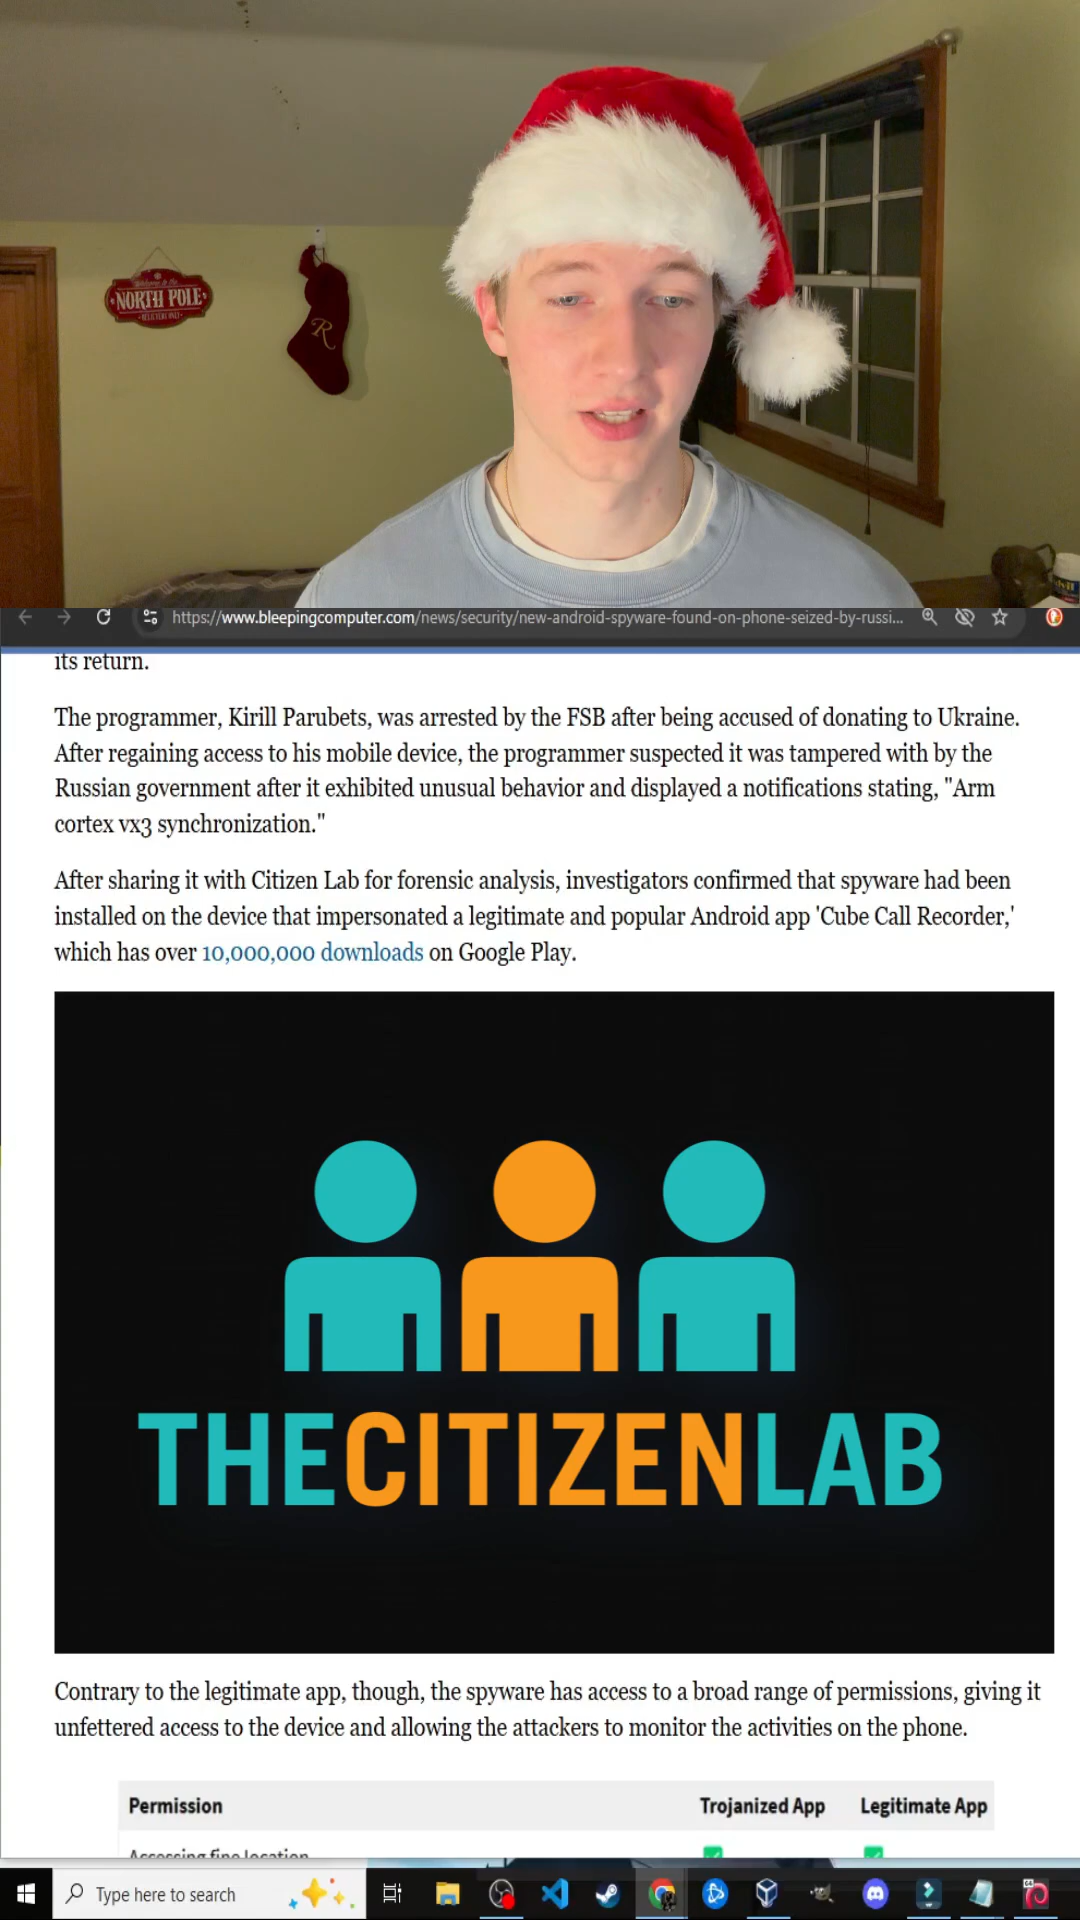 NORTH POLE
R
https://www.bleepingcomputer.com/news/security/new-android-spyware-found-on-phone-seized-by-russi...
its return.
The programmer, Kirill Parubets, was arrested by the FSB after being accused of donating to Ukraine.
After regaining access to his mobile device, the programmer suspected it was tampered with by the
Russian government after it exhibited unusual behavior and displayed a notifications stating, "Arm
cortex vx3 synchronization."
After sharing it with Citizen Lab for forensic analysis, investigators confirmed that spyware had been
installed on the device that impersonated a legitimate and popular Android app 'Cube Call Recorder,'
which has over 10,000,000 downloads on Google Play.
THECITIZENLAB
Contrary to the legitimate app, though, the spyware has access to a broad range of permissions, giving it
unfettered access to the device and allowing the attackers to monitor the activities on the phone.
Permission Trojanized App Legitimate App
Accessing fine location
Type here to search
64